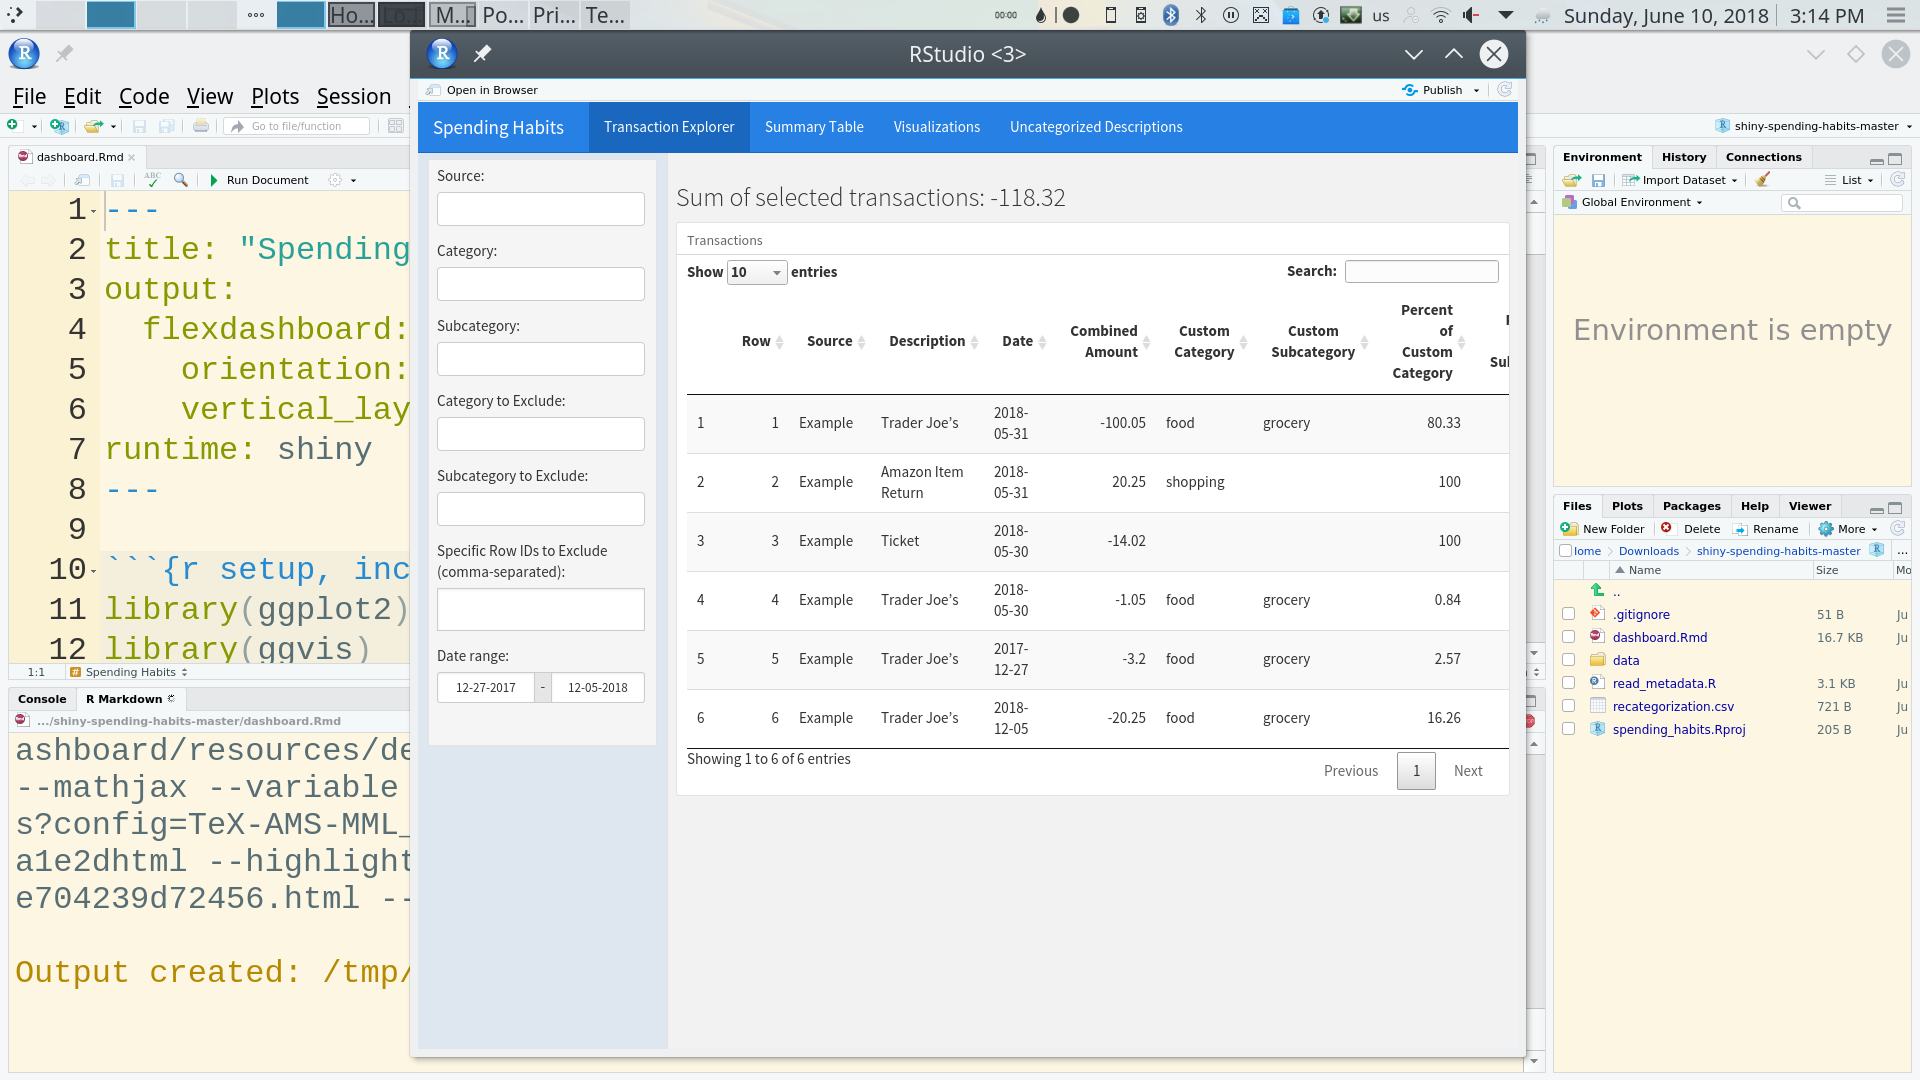 Ho...
M...
Po...
Pri...
Te...
00:00
us
Sunday, June 10, 2018
3:14 PM
RStudio <3>
File Edit Code View Plots Session
Go to file/function
shiny-spending-habits-master
dashboard.Rmd
ABC
Run Document
1 ---
2 title: "Spending
3 output:
4 flexdashboard:
5 orientation:
6 vertical_lay
7 runtime: shiny
8 ---
9
10 ```{r setup, inc
11 library(ggplot2)
12 library(ggvis)
1:1
# Spending Habits
Console
R Markdown
.../shiny-spending-habits-master/dashboard.Rmd
ashboard/resources/de
--mathjax --variable
s?config=TeX-AMS-MML_
a1e2dhtml --highlight
e704239d72456.html --
Output created: /tmp/
Open in Browser
Publish
Spending Habits
Transaction Explorer
Summary Table
Visualizations
Uncategorized Descriptions
Source:
Category:
Subcategory:
Category to Exclude:
Subcategory to Exclude:
Specific Row IDs to Exclude
(comma-separated):
Date range:
12-27-2017 - 12-05-2018
Sum of selected transactions: -118.32
Transactions
Show 10 entries
Search:
Row
Source
Description
Date
Combined
Amount
Custom
Category
Custom
Subcategory
Percent
of
Custom
Category
1 1 Example Trader Joe's 2018-
05-31 -100.05 food grocery 80.33
2 2 Example Amazon Item
Return 2018-
05-31 20.25 shopping 100
3 3 Example Ticket 2018-
05-30 -14.02 100
4 4 Example Trader Joe's 2018-
05-30 -1.05 food grocery 0.84
5 5 Example Trader Joe's 2017-
12-27 -3.2 food grocery 2.57
6 6 Example Trader Joe's 2018-
12-05 -20.25 food grocery 16.26
Showing 1 to 6 of 6 entries
Previous 1 Next
Environment History Connections
Import Dataset
List
Global Environment
Environment is empty
Files Plots Packages Help Viewer
New Folder Delete Rename More
lome > Downloads > shiny-spending-habits-master ...
Name Size Mo
..
.gitignore 51 B Ju
dashboard.Rmd 16.7 KB Ju
data
read_metadata.R 3.1 KB Ju
recategorization.csv 721 B Ju
spending_habits.Rproj 205 B Ju